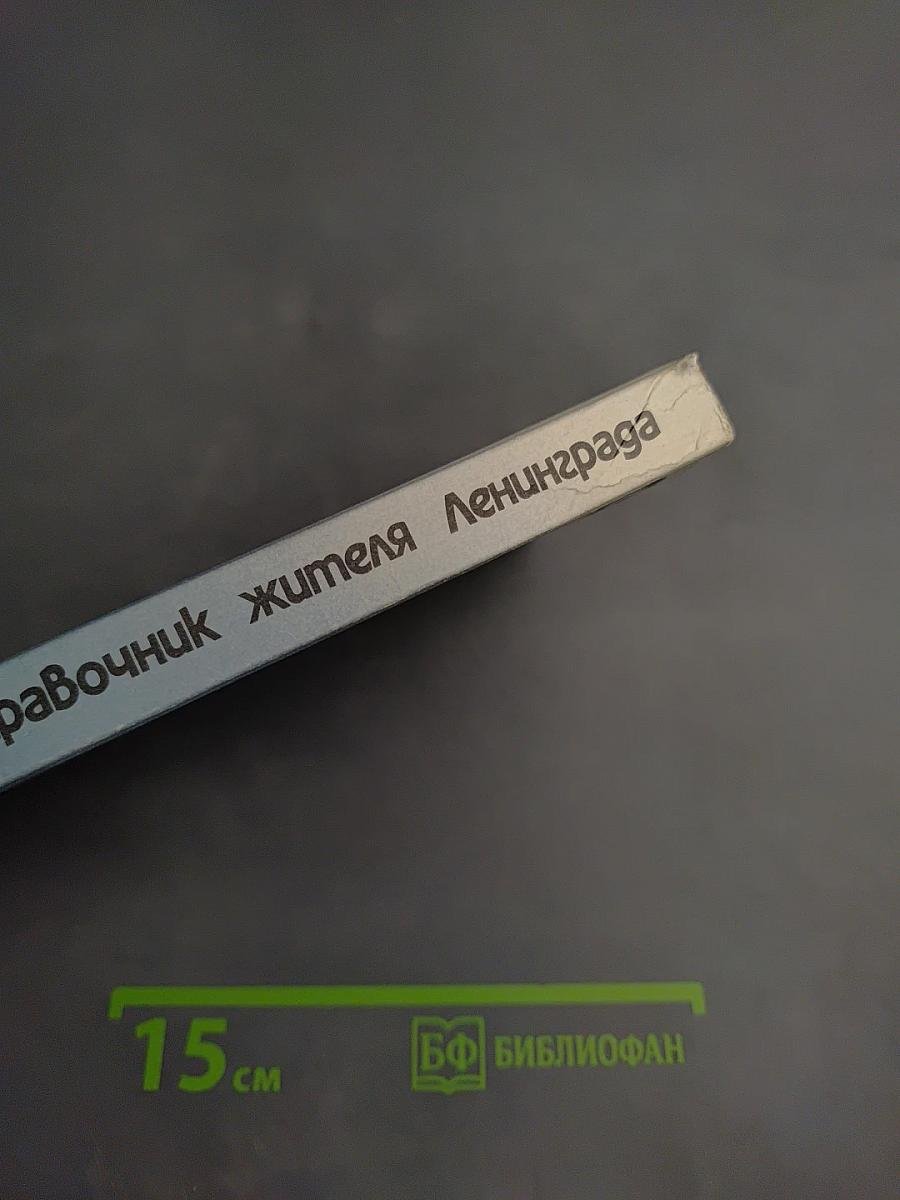 равочник жителя Ленинграда
15 см
БФ БИБЛИОФАН